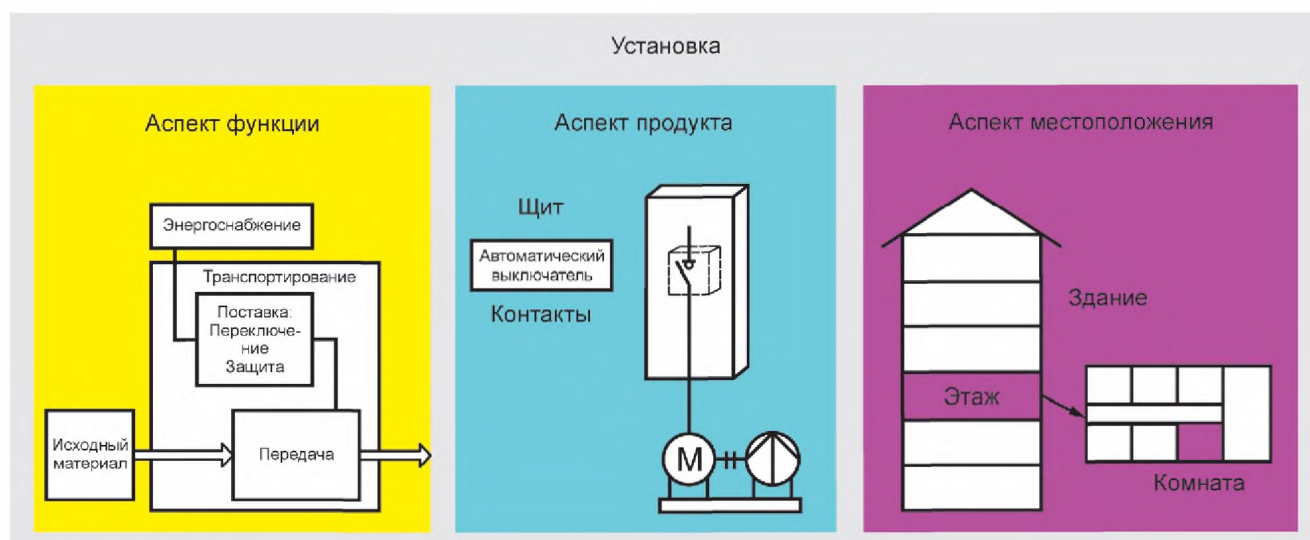 Установка
Аспект функции
Энергоснабжение
Транспортирование
Поставка:
Переключе-
ние
Защита
Исходный
материал
Передача
Аспект продукта
Щит
Автоматический
выключатель
Контакты
M
Аспект местоположения
Здание
Этаж
Комната